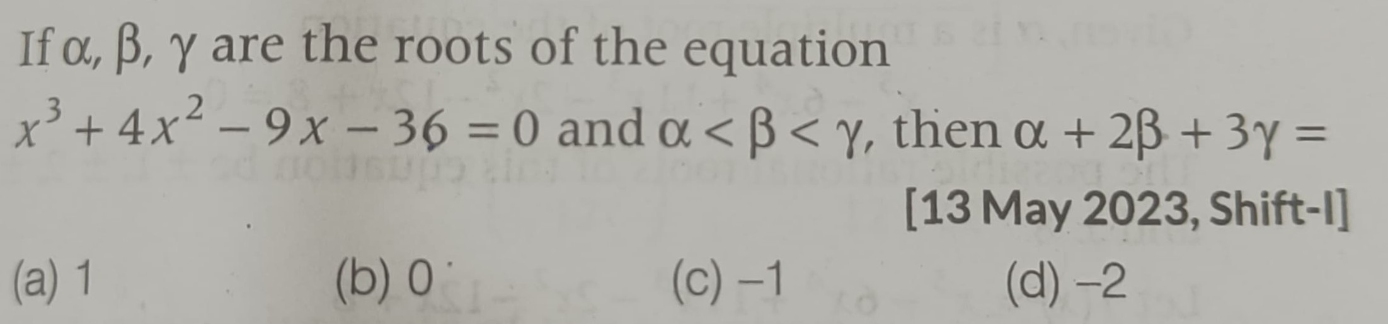 If α, β, γ are the roots of the equation
x³ + 4x² – 9x – 36 = 0 and α < β < γ, then α + 2β + 3γ =
[13 May 2023, Shift-I]
(a) 1 (b) 0 (c) –1 (d) –2